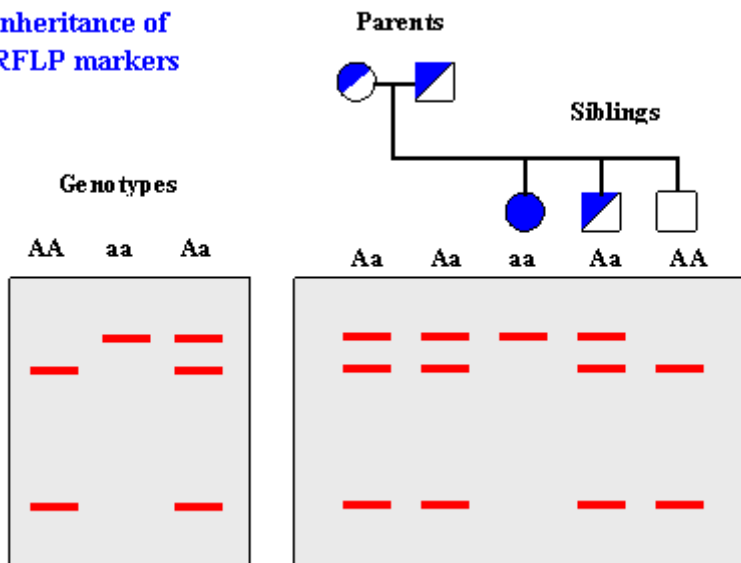 nheritance of
RFLP markers
Parents
Siblings
Genotypes
AA aa Aa
Aa Aa aa Aa AA